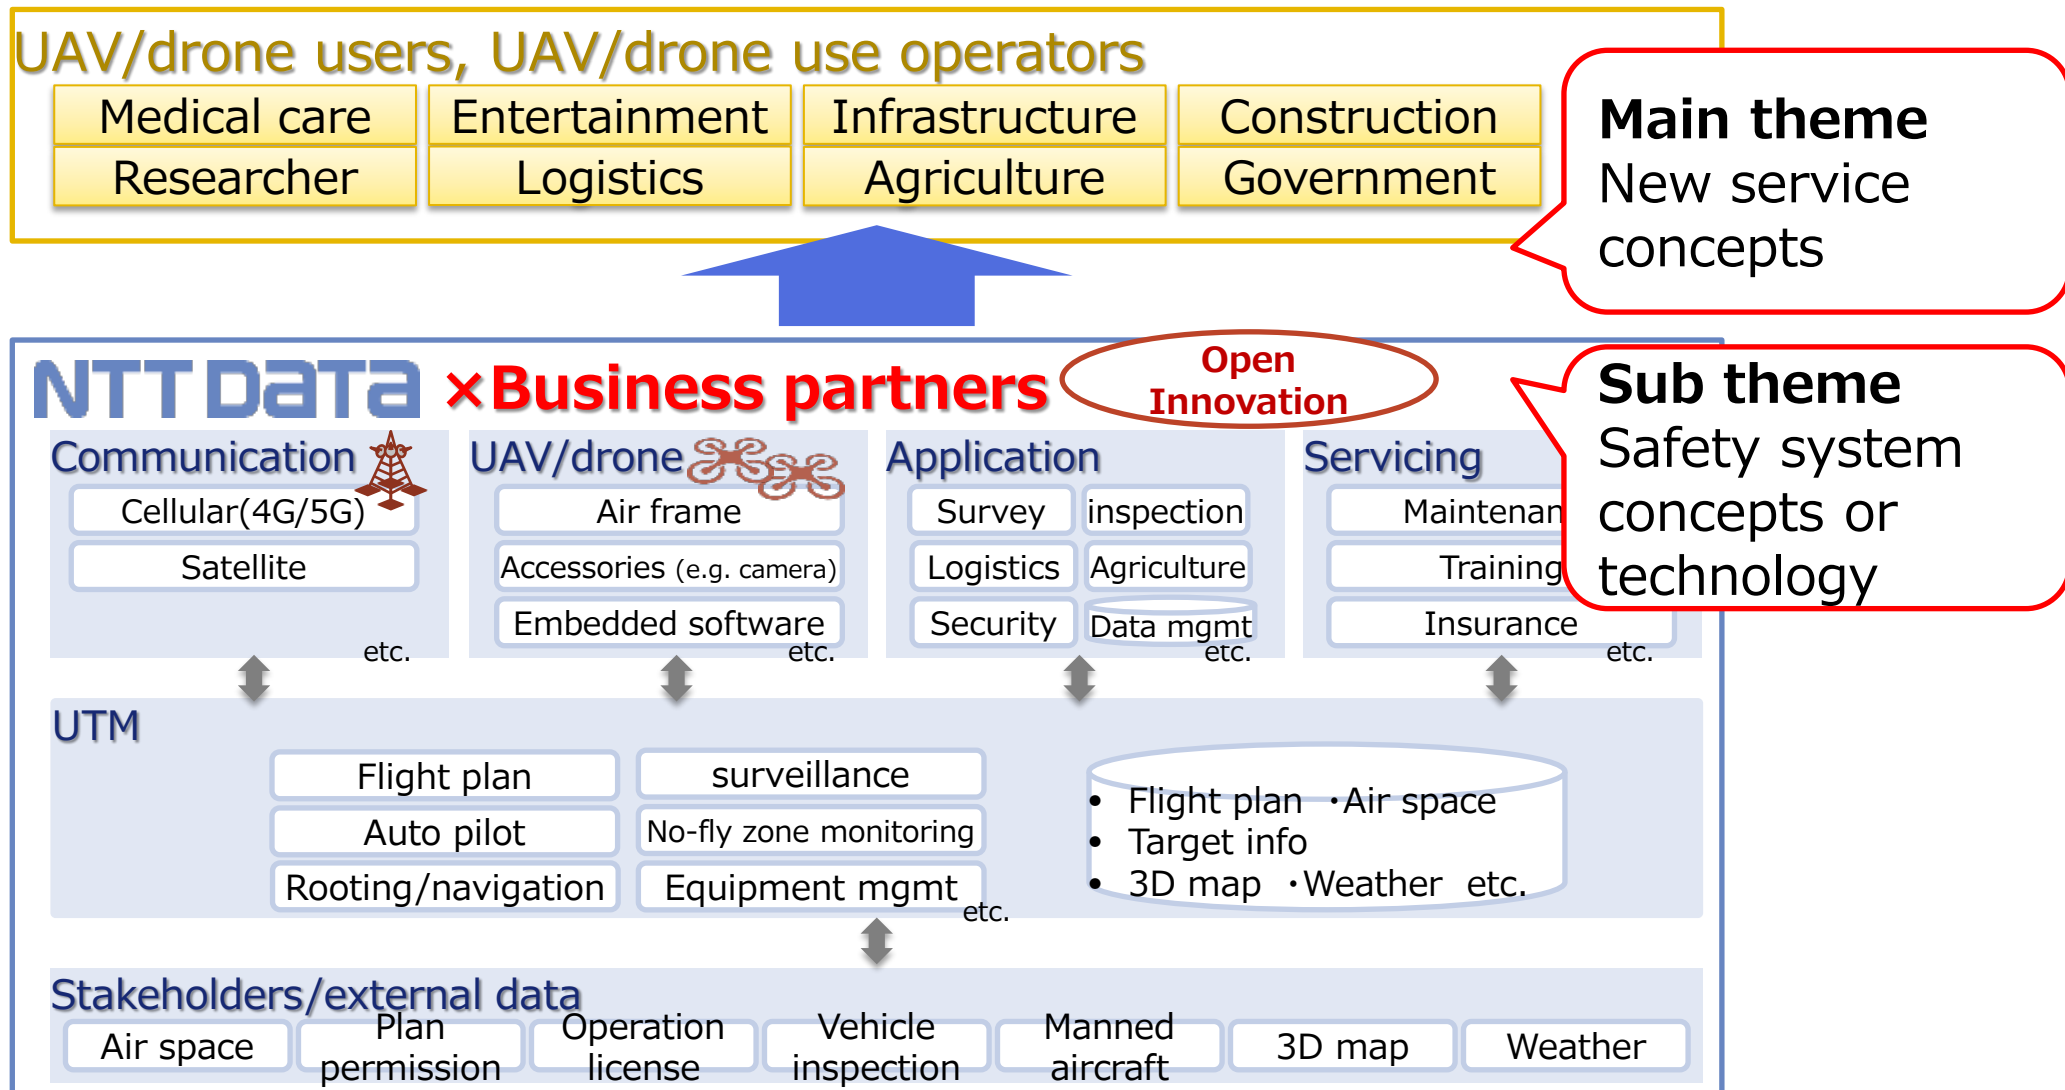 UAV/drone users, UAV/drone use operators
Medical care
Entertainment
Infrastructure
Construction
Researcher
Logistics
Agriculture
Government
Main theme
New service
concepts
NTT DATA ×Business partners
Open
Innovation
Sub theme
Safety system
concepts or
technology
Communication
Cellular(4G/5G)
Satellite
etc.
UAV/drone
Air frame
Accessories (e.g. camera)
Embedded software
etc.
Application
Survey
inspection
Logistics
Agriculture
Security
Data mgmt
etc.
Servicing
Maintenan
Training
Insurance
etc.
UTM
Flight plan
surveillance
Auto pilot
No-fly zone monitoring
Rooting/navigation
Equipment mgmt
etc.
• Flight plan ・Air space
• Target info
• 3D map ・Weather etc.
Stakeholders/external data
Air space
Plan
permission
Operation
license
Vehicle
inspection
Manned
aircraft
3D map
Weather